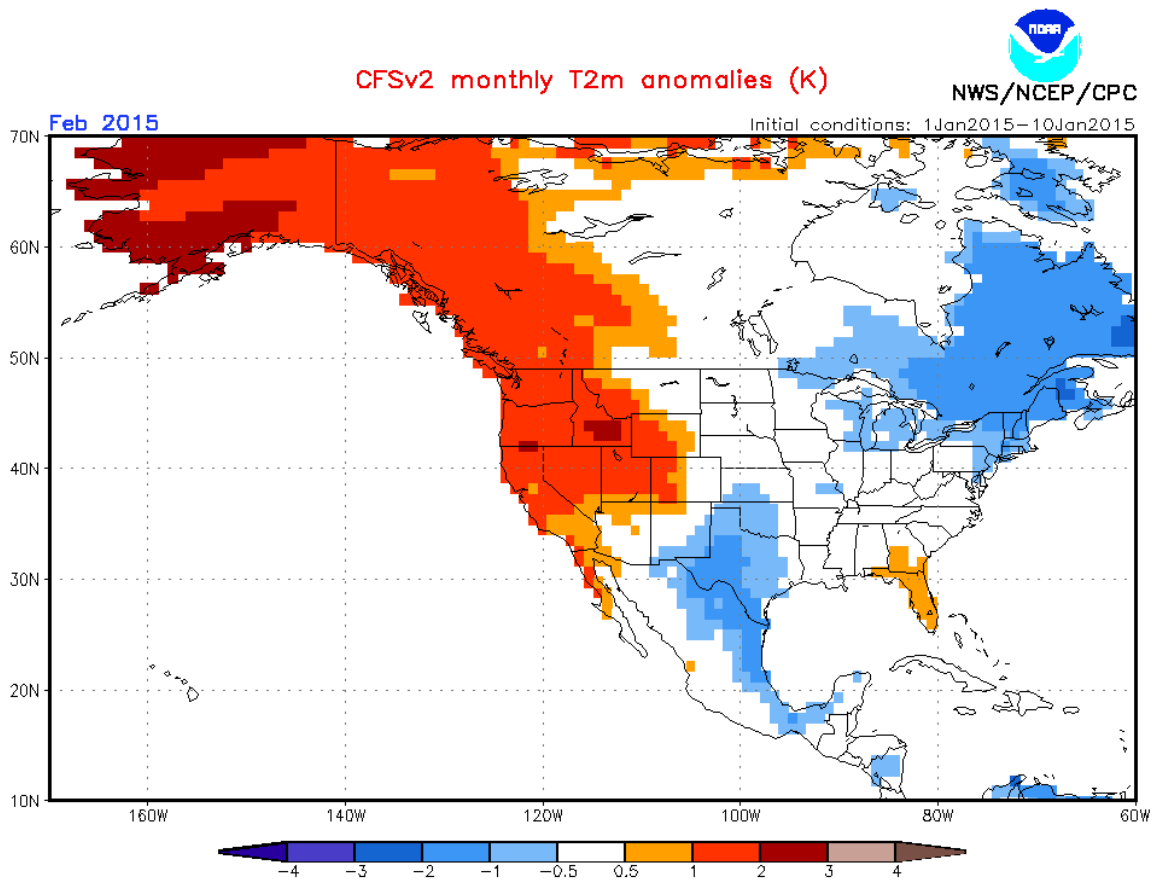 NOAA
CFSv2 monthly T2m anomalies (K)
NWS/NCEP/CPC
Feb 2015
Initial conditions: 1Jan2015-10Jan2015
70N
60N
50N
40N
30N
20N
10N
160W 140W 120W 100W 80W 60W
-4 -3 -2 -1 -0.5 0.5 1 2 3 4